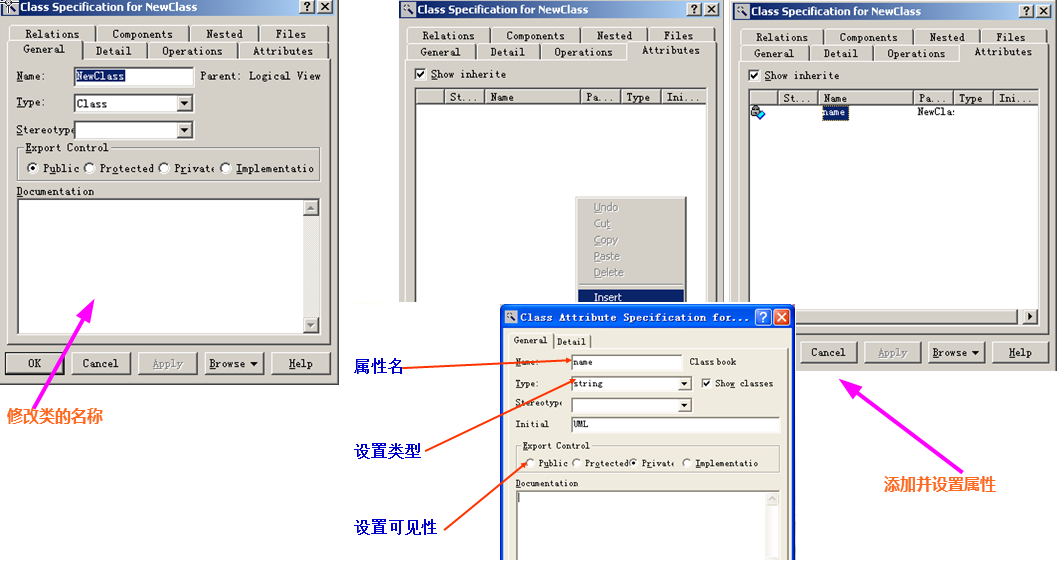 Class Specification for NewClass
Relations Components Nested Files
General Detail Operations Attributes
Name: NewClass Parent: Logical View
Type: Class
Stereotype
Export Control
Public Protected Private Implementatio
Documentation
OK Cancel Apply Browse Help
修改类的名称
Class Specification for NewClass
Relations Components Nested Files
General Detail Operations Attributes
Show inherite
St... Name Pa... Type Ini...
Undo
Cut
Copy
Paste
Delete
Insert
Class Specification for NewClass
Relations Components Nested Files
General Detail Operations Attributes
Show inherite
St... Name Pa... Type Ini...
name NewCla:
Cancel Apply Browse Help
添加并设置属性
Class Attribute Specification for...
General Detail
Name: name Class book
Type: string Show classes
Stereotype
Initial UML
Export Control
Public Protected Private Implementatio
Documentation
属性名
设置类型
设置可见性